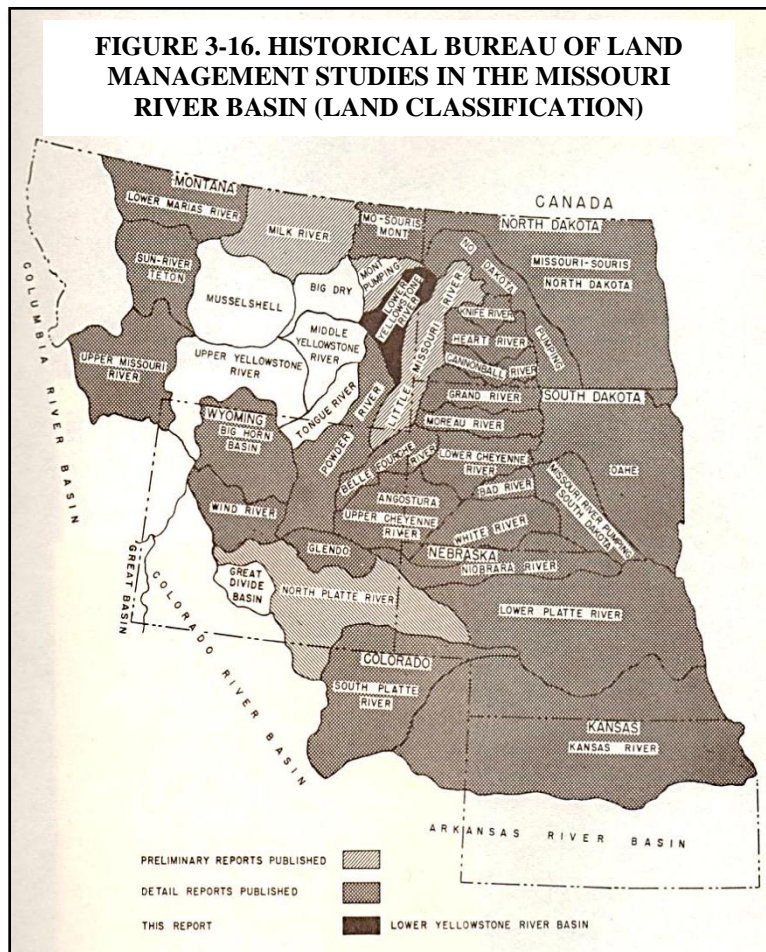 FIGURE 3-16. HISTORICAL BUREAU OF LAND
MANAGEMENT STUDIES IN THE MISSOURI
RIVER BASIN (LAND CLASSIFICATION)
CANADA
MONTANA
LOWER MARIAS RIVER
MILK RIVER
MO-SOURIS
MONT
NORTH DAKOTA
NO DAKOTA
PUMPING
MISSOURI-SOURIS
NORTH DAKOTA
SUN-RIVER
TETON
MUSSELSHELL
BIG DRY
MONT
PUMPING
LOWER
YELLOWSTONE
RIVER
LITTLE MISSOURI RIVER
KNIFE RIVER
HEART RIVER
CANNONBALL RIVER
COLUMBIA RIVER BASIN
UPPER MISSOURI
RIVER
UPPER YELLOWSTONE
RIVER
MIDDLE
YELLOWSTONE
RIVER
TONGUE RIVER
POWDER RIVER
GRAND RIVER
SOUTH DAKOTA
MOREAU RIVER
WYOMING
BIG HORN
BASIN
BELLE FOURCHE
LOWER CHEYENNE
RIVER
OAHE
WIND RIVER
ANGOSTURA
UPPER CHEYENNE
RIVER
BAD RIVER
MISSOURI RIVER PUMPING
SOUTH DAKOTA
WHITE RIVER
GLENDO
NEBRASKA
NIOBRARA RIVER
GREAT BASIN
GREAT
DIVIDE
BASIN
NORTH PLATTE RIVER
LOWER PLATTE RIVER
COLORADO RIVER BASIN
COLORADO
SOUTH PLATTE
RIVER
KANSAS
KANSAS RIVER
ARKANSAS RIVER BASIN
PRELIMINARY REPORTS PUBLISHED
DETAIL REPORTS PUBLISHED
THIS REPORT
LOWER YELLOWSTONE RIVER BASIN